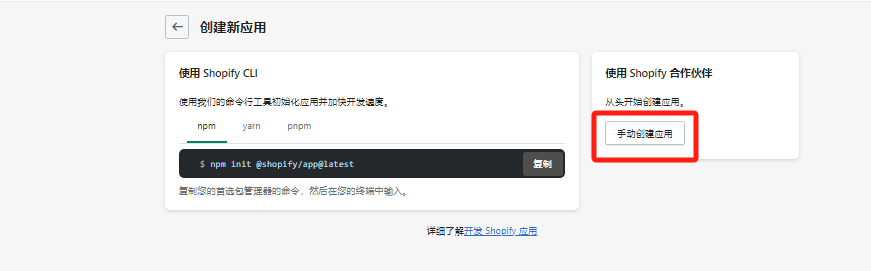 创建新应用
使用 Shopify CLI
使用我们的命令行工具初始化应用并加快开发速度。
npm yarn pnpm
$ npm init @shopify/app@latest 复制
复制您的首选包管理器的命令，然后在您的终端中输入。
使用 Shopify 合作伙伴
从头开始创建应用。
手动创建应用
详细了解开发 Shopify 应用